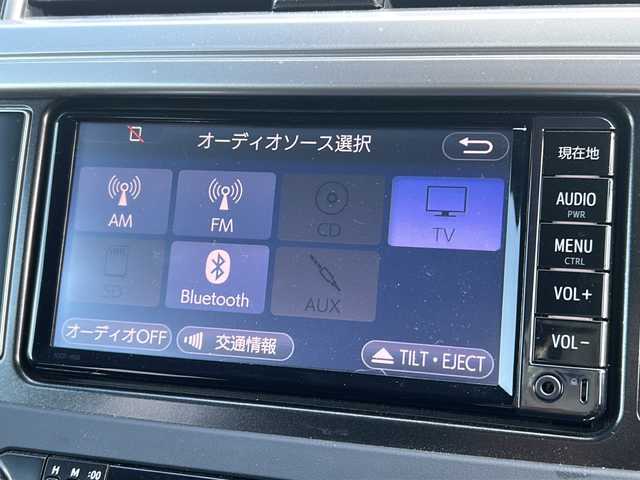 オーディオソース選択
AM
FM
CD
TV
SD
Bluetooth
AUX
オーディオOFF
交通情報
TILT・EJECT
現在地
AUDIO
PWR
MENU
CTRL
VOL+
VOL-
H M :00